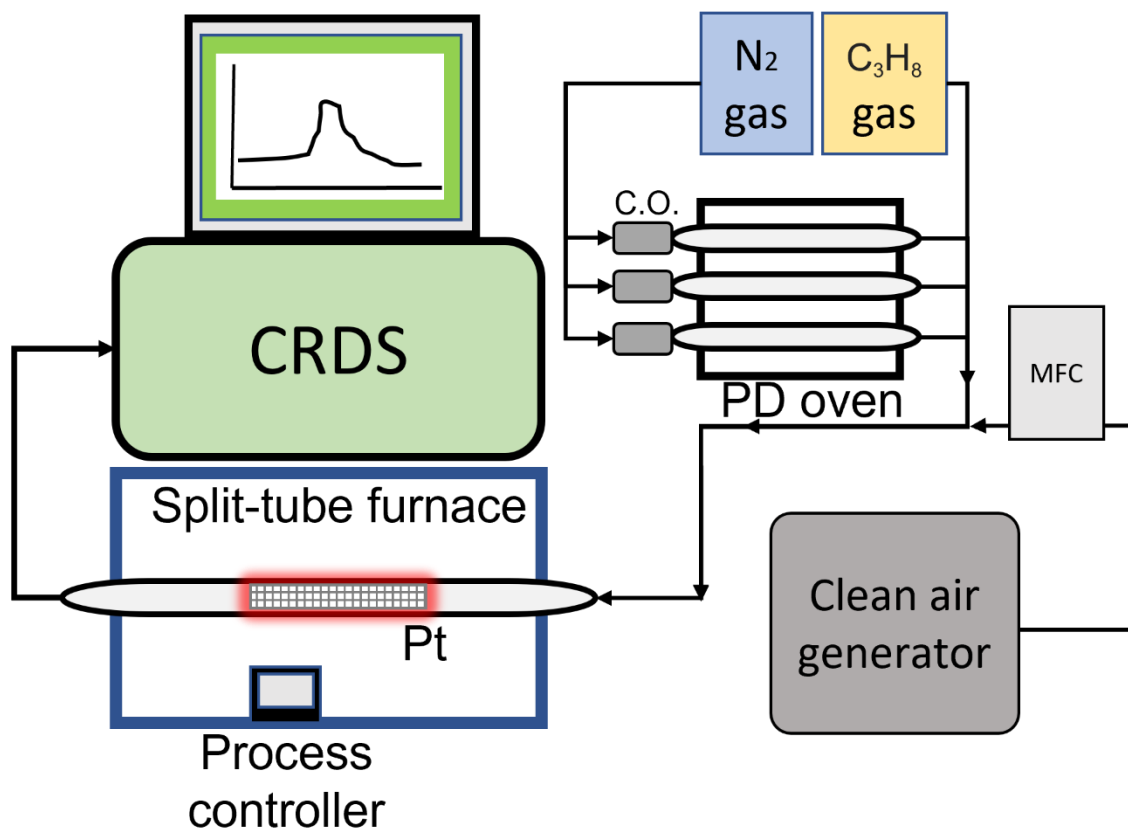 N₂
gas
C₃H₈
gas
C.O.
CRDS
PD oven
MFC
Split-tube furnace
Pt
Clean air
generator
Process
controller